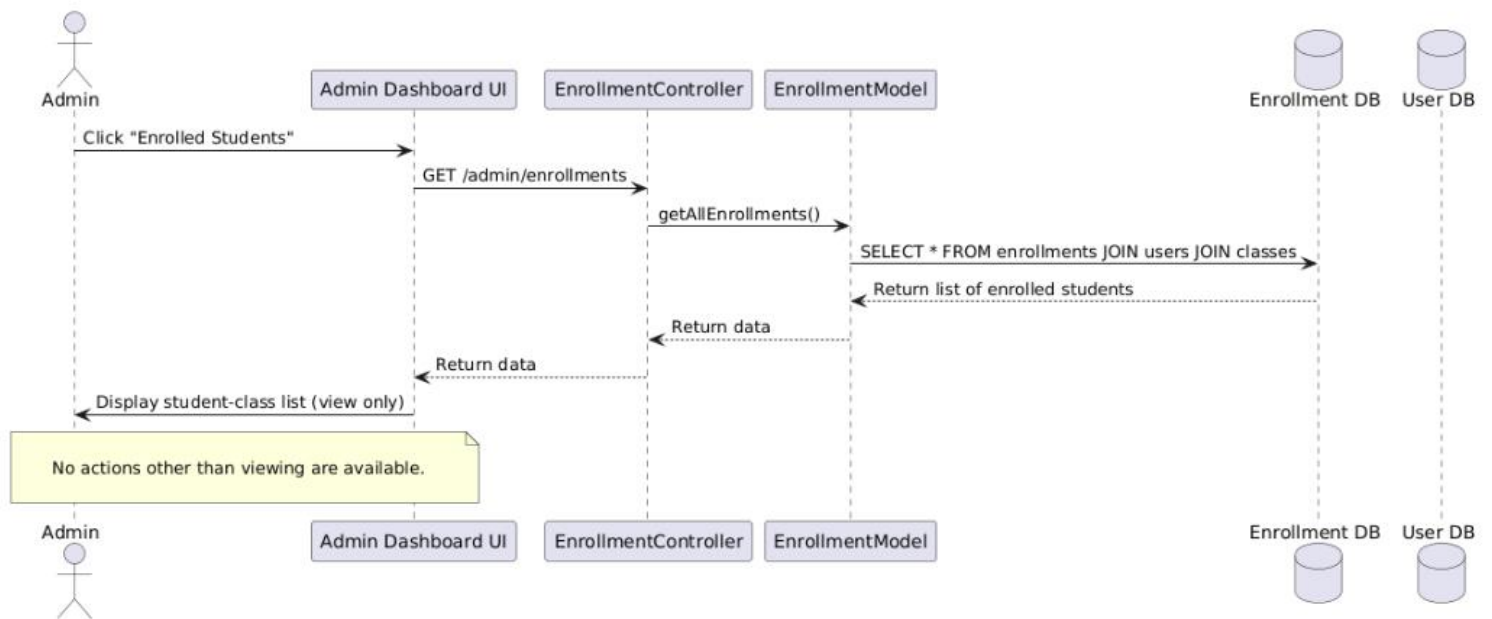 Admin
Admin Dashboard UI
EnrollmentController
EnrollmentModel
Enrollment DB
User DB
Click "Enrolled Students"
GET /admin/enrollments
getAllEnrollments()
SELECT * FROM enrollments JOIN users JOIN classes
Return list of enrolled students
Return data
Return data
Display student-class list (view only)
No actions other than viewing are available.
Admin
Admin Dashboard UI
EnrollmentController
EnrollmentModel
Enrollment DB
User DB